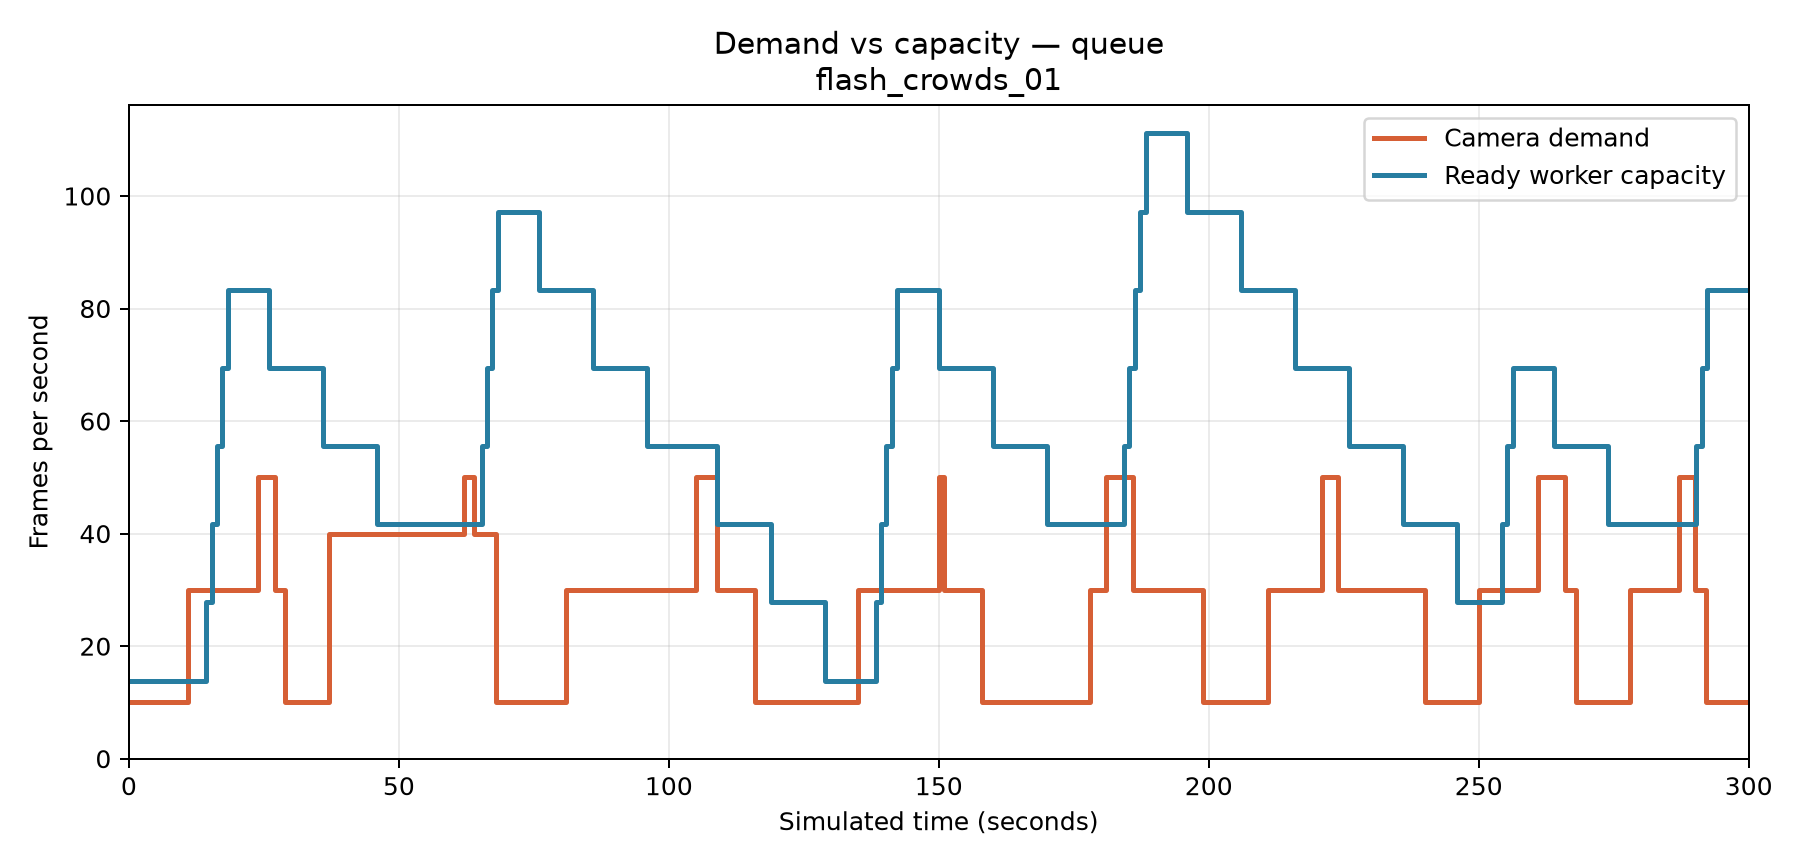 Demand vs capacity — queue
flash_crowds_01
Camera demand
Ready worker capacity
Frames per second
100
80
60
40
20
0
0 50 100 150 200 250 300
Simulated time (seconds)